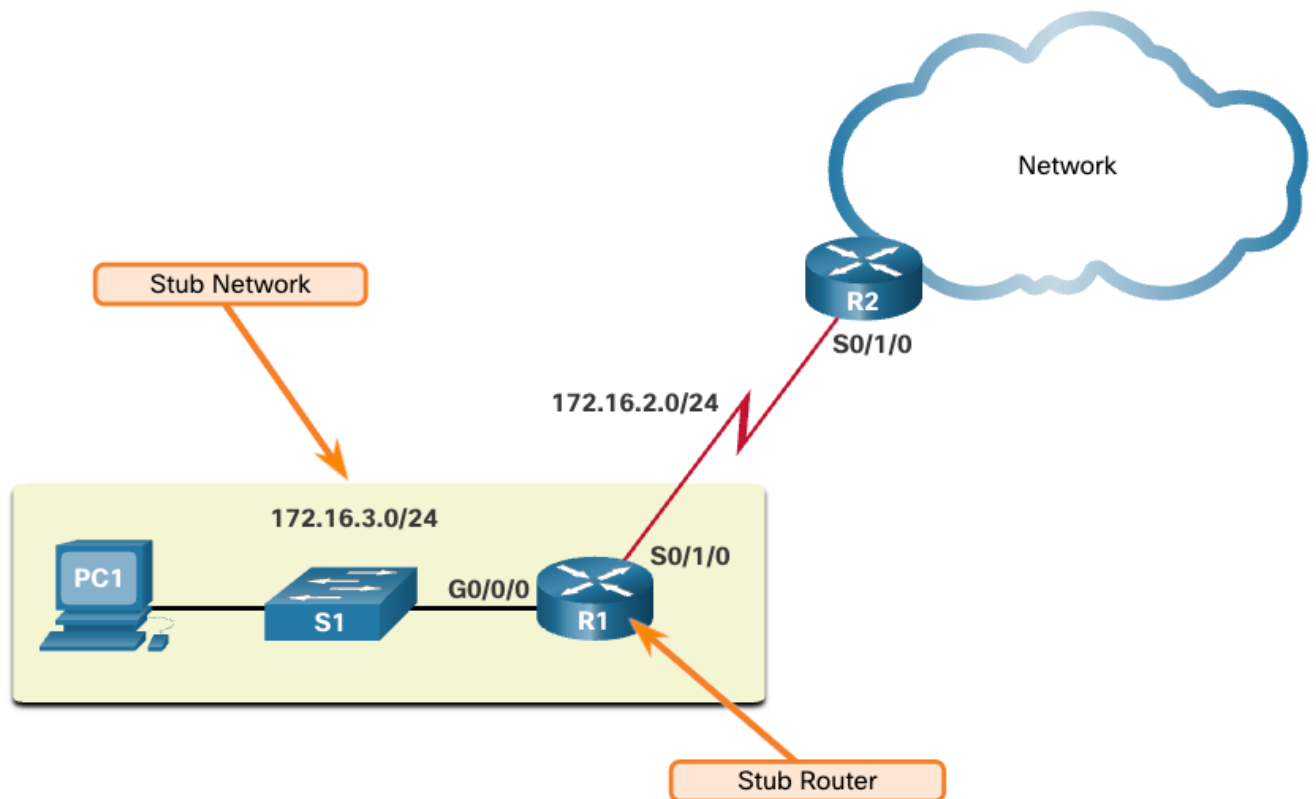 Network
Stub Network
R2
S0/1/0
172.16.2.0/24
172.16.3.0/24
S0/1/0
PC1
G0/0/0
S1
R1
Stub Router